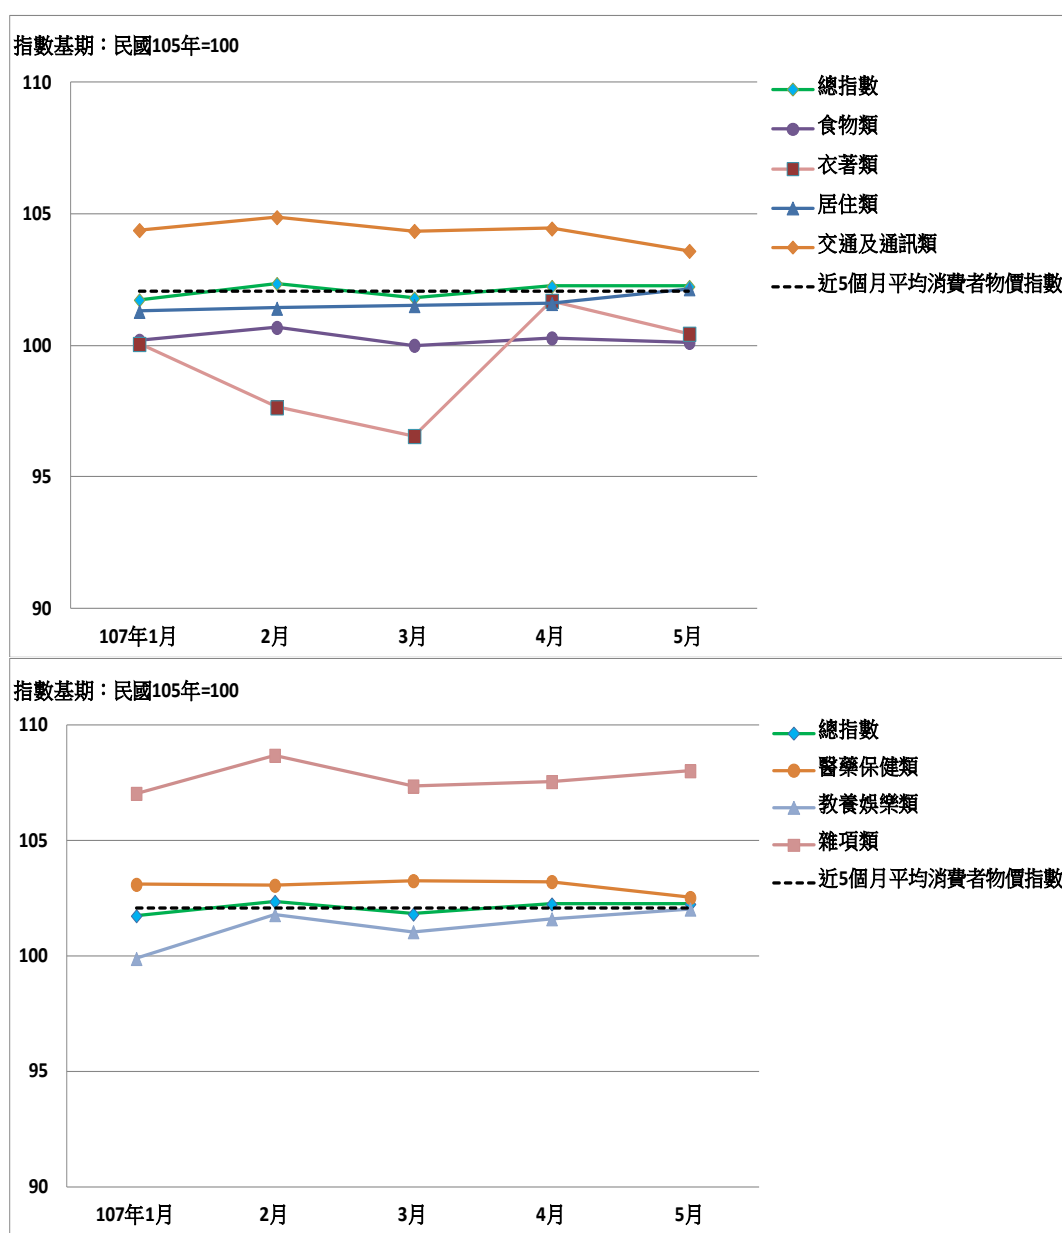 指數基期：民國105年=100
110
105
100
95
90
107年1月
2月
3月
4月
5月
總指數
食物類
衣著類
居住類
交通及通訊類
近5個月平均消費者物價指數
指數基期：民國105年=100
110
105
100
95
90
107年1月
2月
3月
4月
5月
總指數
醫藥保健類
教養娛樂類
雜項類
近5個月平均消費者物價指數